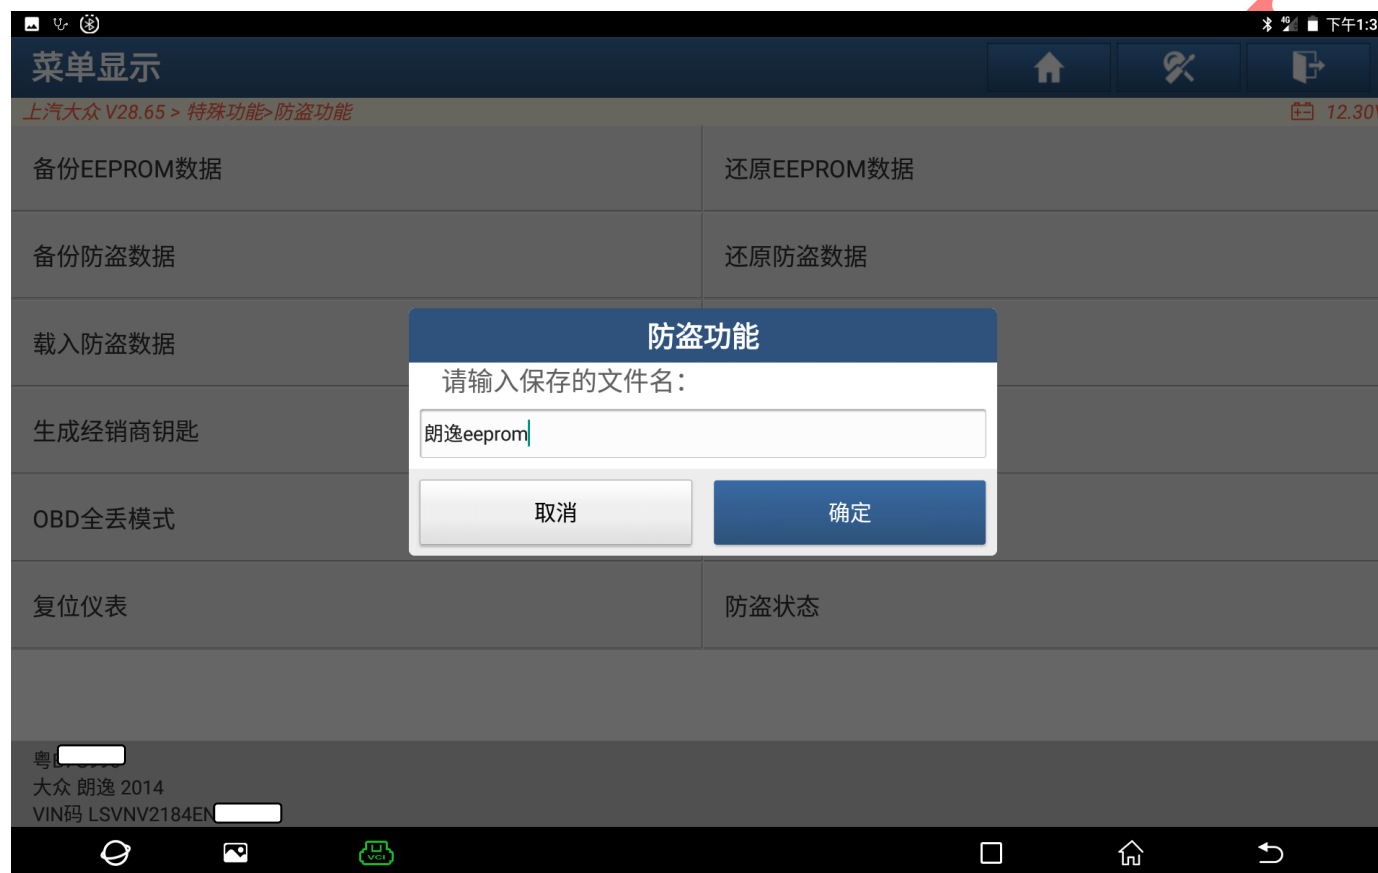 下午1:3
菜单显示
上汽大众 V28.65 > 特殊功能>防盗功能
12.30V
备份EEPROM数据
还原EEPROM数据
备份防盗数据
还原防盗数据
载入防盗数据
防盗功能
请输入保存的文件名:
朗逸eeprom
取消
确定
生成经销商钥匙
OBD全丢模式
复位仪表
防盗状态
粤
大众 朗逸 2014
VIN码 LSVNV2184EN
VCI